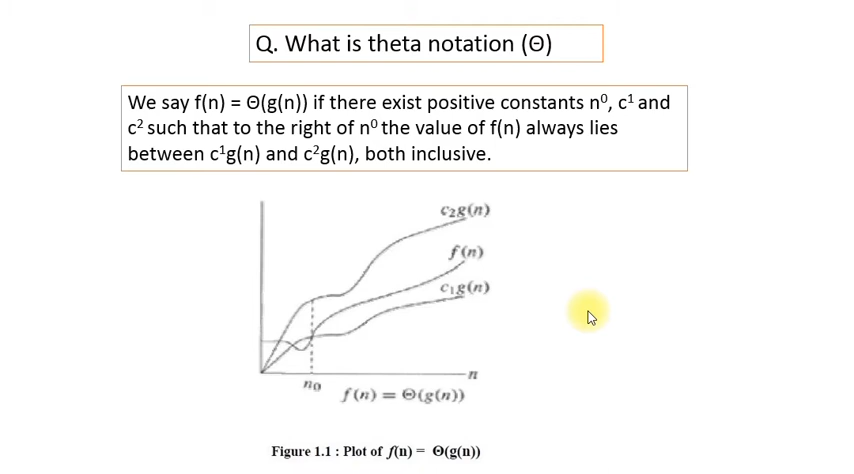 Q. What is theta notation (Θ)
We say f(n) = Θ(g(n)) if there exist positive constants n⁰, c¹ and
c² such that to the right of n⁰ the value of f(n) always lies
between c¹g(n) and c²g(n), both inclusive.
c₂g(n)
f(n)
c₁g(n)
n
n₀
f(n) = Θ(g(n))
Figure 1.1 : Plot of f(n) = Θ(g(n))